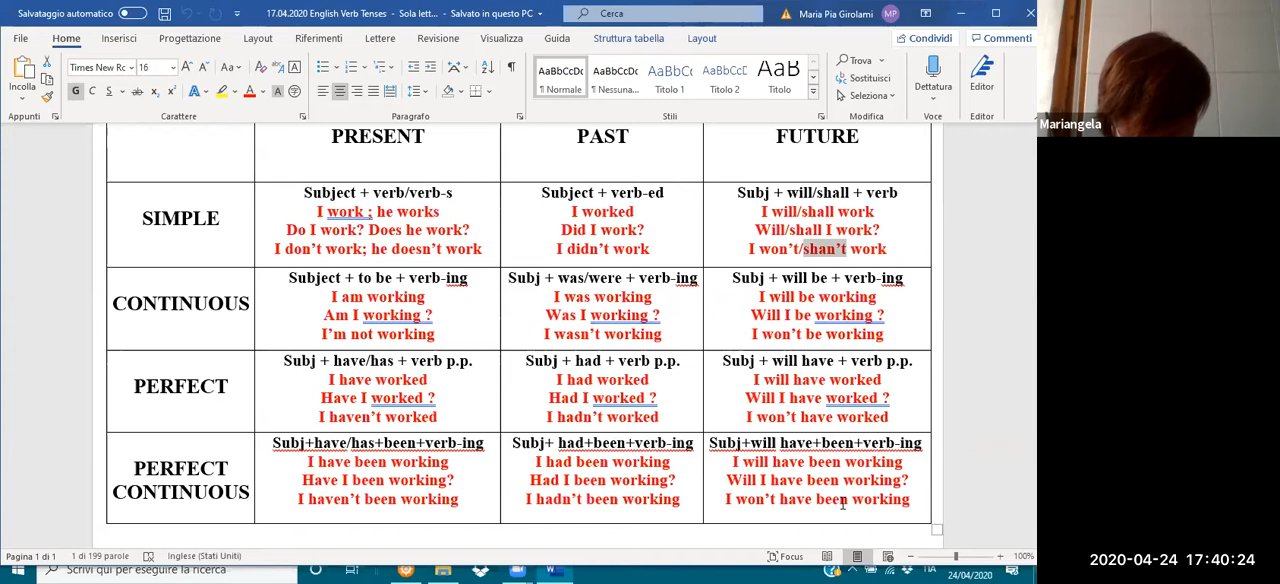 Salvataggio automatico
17.04.2020 English Verb Tenses - Sola lett... - Salvato in questo PC
Cerca
Maria Pia Girolami MP
File Home Inserisci Progettazione Layout Riferimenti Lettere Revisione Visualizza Guida Struttura tabella Layout
Condividi Commenti
Times New Rc 16
Incolla
G C S ab x₂ x²
AaBbCcDc AaBbCcDc AaBbCc AaBbCcD AaB
¶ Normale ¶ Nessuna... Titolo 1 Titolo 2 Titolo
Trova
Sostituisci
Seleziona
Dettatura
Editor
Appunti Carattere Paragrafo Stili Modifica Voce Editor
Mariangela
PRESENT PAST FUTURE
SIMPLE
Subject + verb/verb-s
I work ; he works
Do I work? Does he work?
I don't work; he doesn't work
Subject + verb-ed
I worked
Did I work?
I didn't work
Subj + will/shall + verb
I will/shall work
Will/shall I work?
I won't/shan't work
CONTINUOUS
Subject + to be + verb-ing
I am working
Am I working ?
I'm not working
Subj + was/were + verb-ing
I was working
Was I working ?
I wasn't working
Subj + will be + verb-ing
I will be working
Will I be working ?
I won't be working
PERFECT
Subj + have/has + verb p.p.
I have worked
Have I worked ?
I haven't worked
Subj + had + verb p.p.
I had worked
Had I worked ?
I hadn't worked
Subj + will have + verb p.p.
I will have worked
Will I have worked ?
I won't have worked
PERFECT
CONTINUOUS
Subj+have/has+been+verb-ing
I have been working
Have I been working?
I haven't been working
Subj+ had+been+verb-ing
I had been working
Had I been working?
I hadn't been working
Subj+will have+been+verb-ing
I will have been working
Will I have been working?
I won't have been working
Pagina 1 di 1 1 di 199 parole Inglese (Stati Uniti) Focus 100%
Scrivi qui per eseguire la ricerca
ITA
24/04/2020
2020-04-24 17:40:24